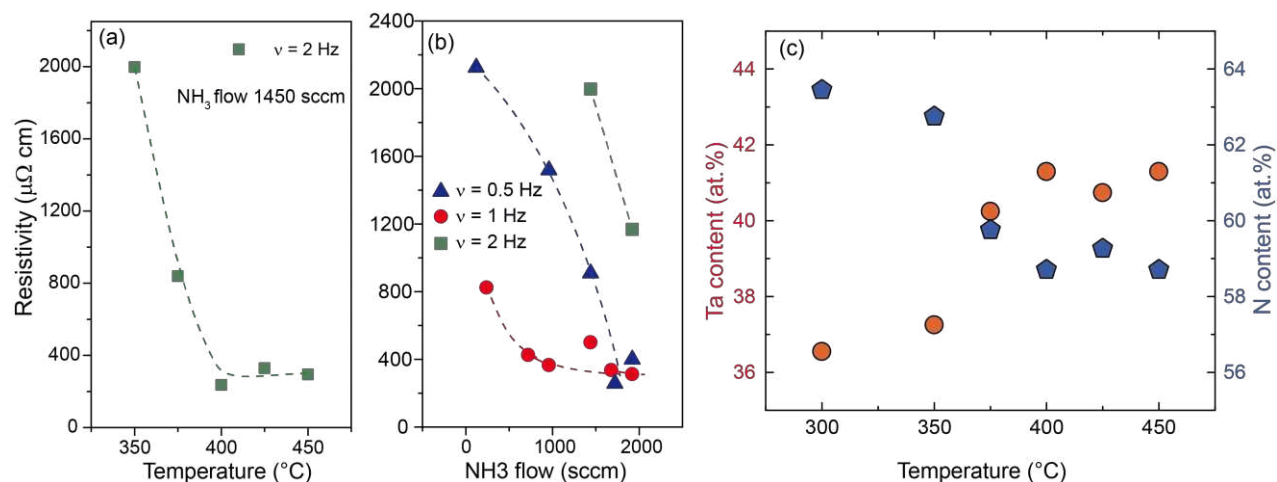 (a)
ν = 2 Hz
NH₃ flow 1450 sccm
2000
1600
1200
800
400
0
350
400
450
Resistivity (μΩ cm)
Temperature (°C)
(b)
2400
2000
1600
1200
800
400
0
ν = 0.5 Hz
ν = 1 Hz
ν = 2 Hz
0
1000
2000
NH3 flow (sccm)
(c)
44
42
40
38
36
Ta content (at.%)
64
62
60
58
56
N content (at.%)
300
350
400
450
Temperature (°C)